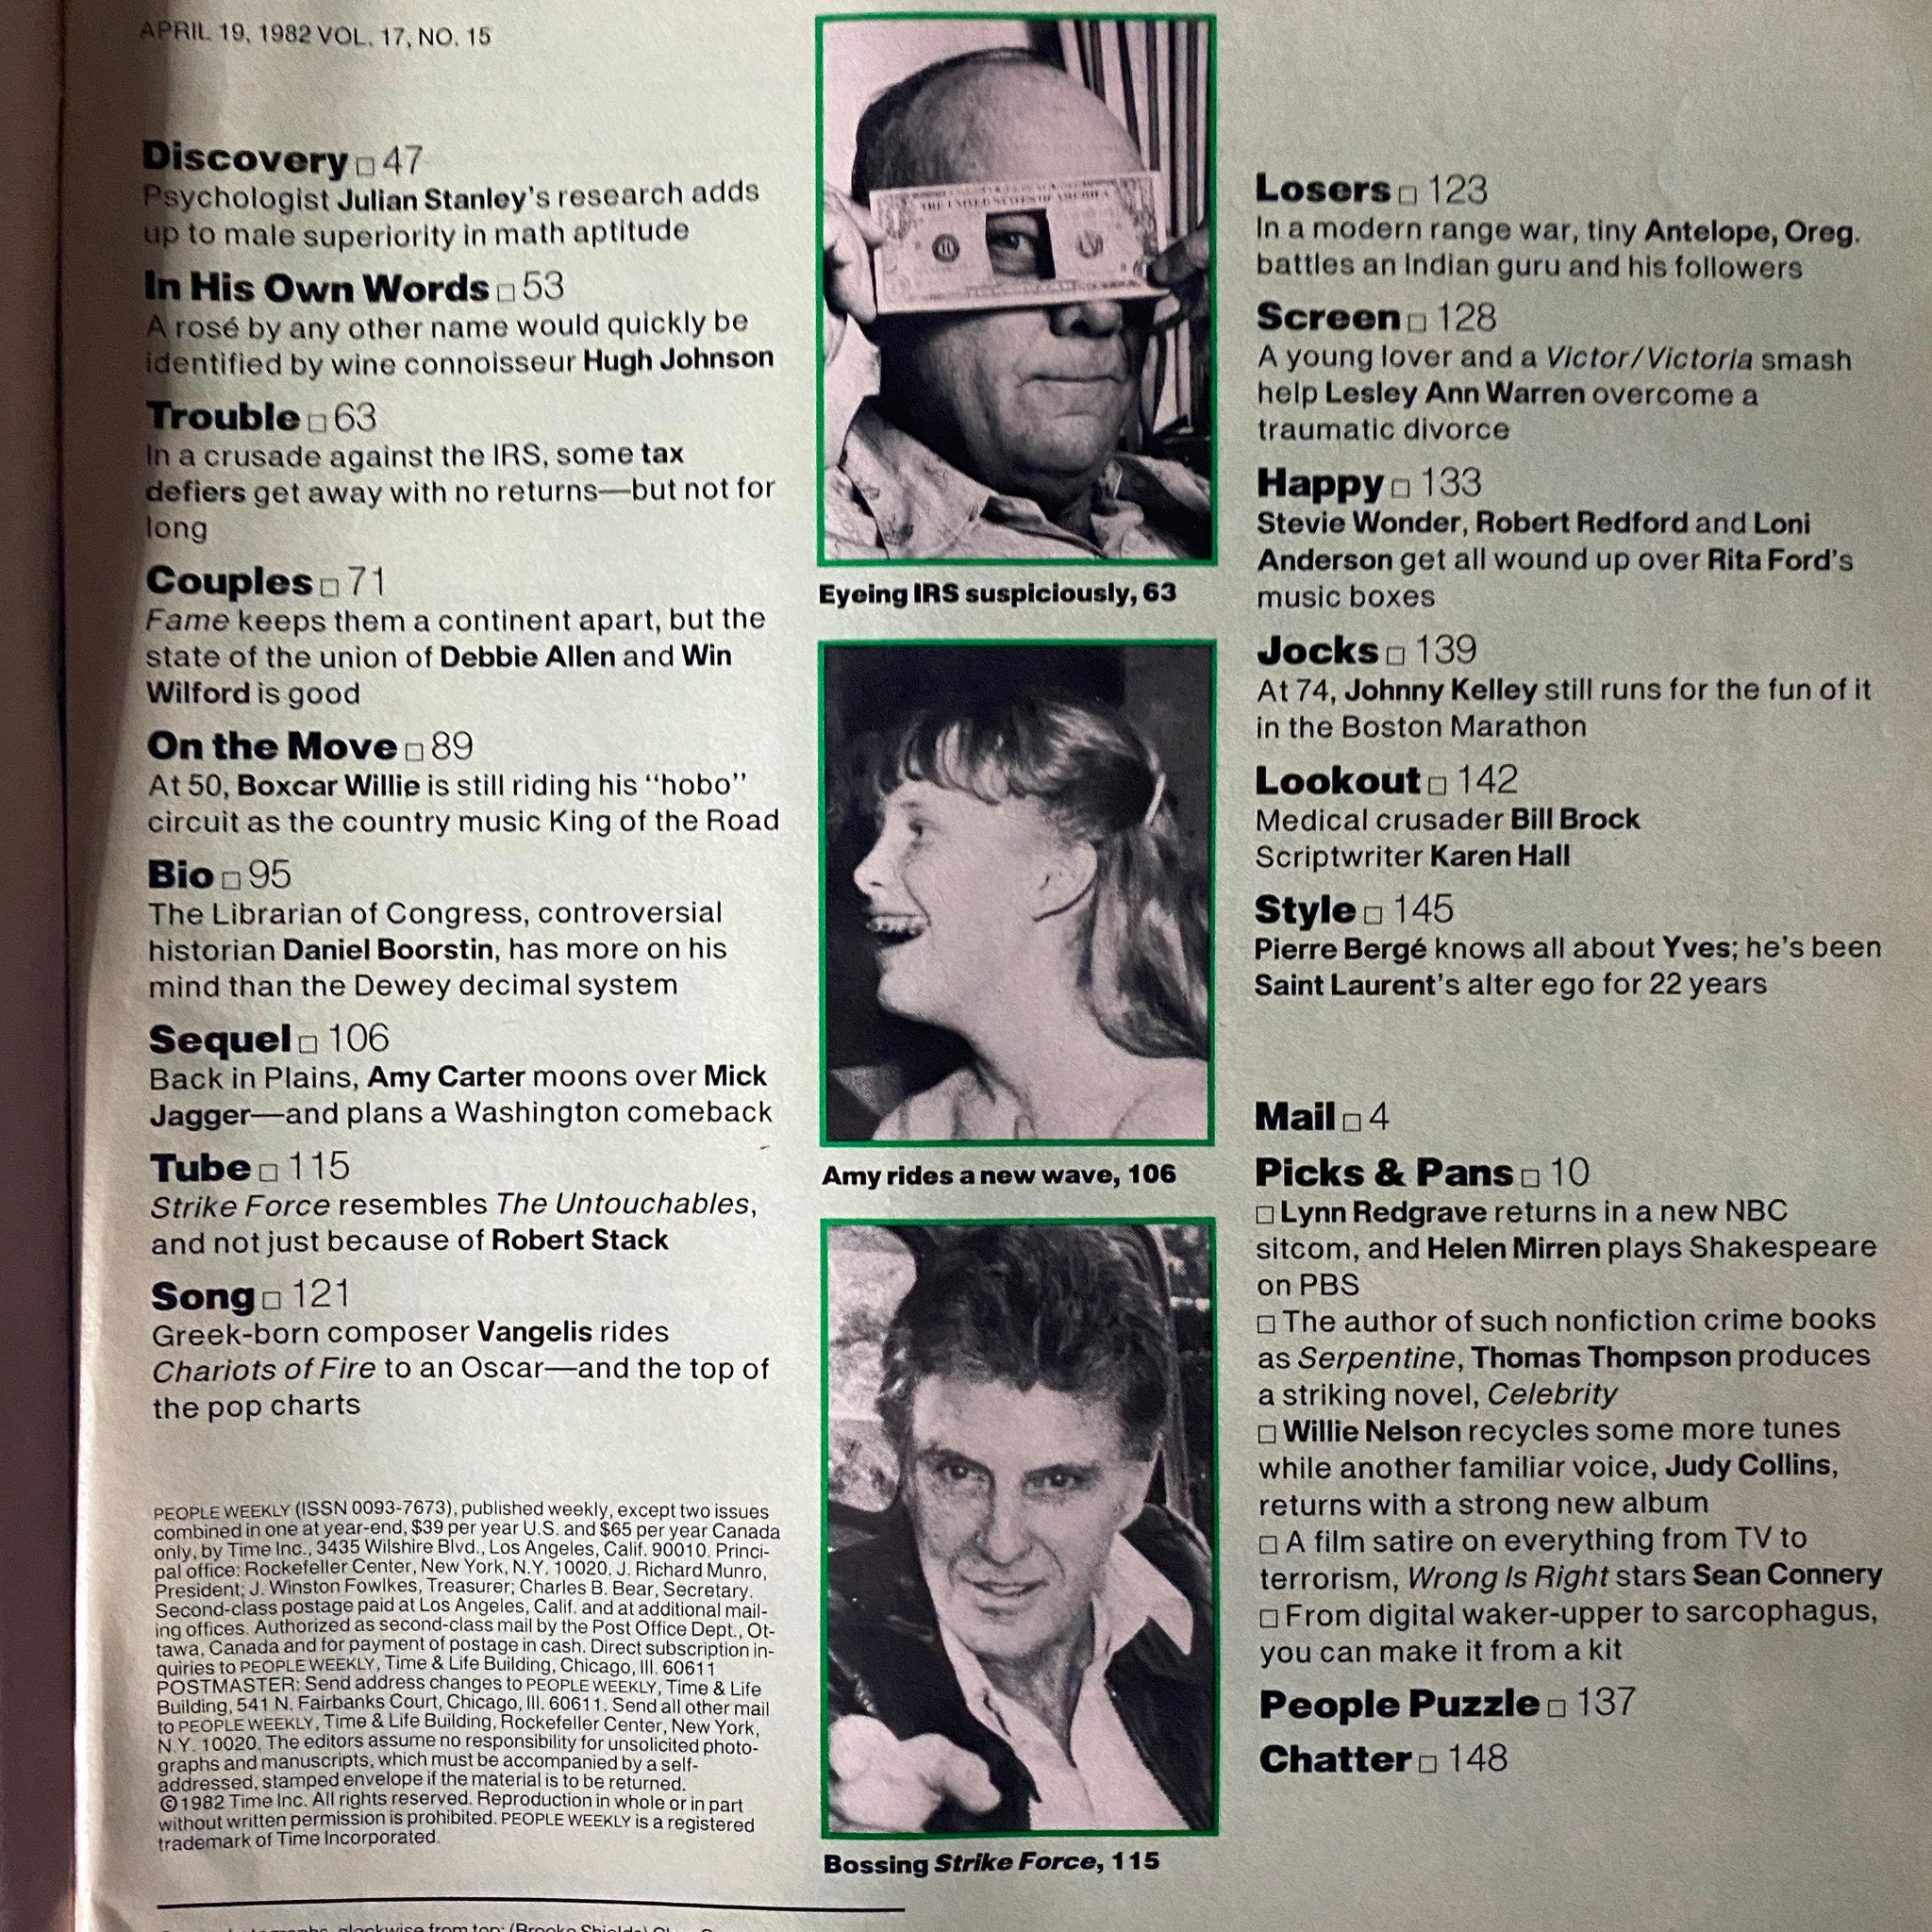 APRIL 19, 1982 VOL. 17, NO. 15
Discovery □ 47
Psychologist Julian Stanley's research adds
up to male superiority in math aptitude
In His Own Words □ 53
A rosé by any other name would quickly be
identified by wine connoisseur Hugh Johnson
Trouble □ 63
In a crusade against the IRS, some tax
defiers get away with no returns—but not for
long
Couples □ 71
Fame keeps them a continent apart, but the
state of the union of Debbie Allen and Win
Wilford is good
On the Move □ 89
At 50, Boxcar Willie is still riding his “hobo”
circuit as the country music King of the Road
Bio □ 95
The Librarian of Congress, controversial
historian Daniel Boorstin, has more on his
mind than the Dewey decimal system
Sequel □ 106
Back in Plains, Amy Carter moons over Mick
Jagger—and plans a Washington comeback
Tube □ 115
Strike Force resembles The Untouchables,
and not just because of Robert Stack
Song □ 121
Greek-born composer Vangelis rides
Chariots of Fire to an Oscar—and the top of
the pop charts
PEOPLE WEEKLY (ISSN 0093-7673), published weekly, except two issues
combined in one at year-end, $39 per year U.S. and $65 per year Canada
only, by Time Inc., 3435 Wilshire Blvd., Los Angeles, Calif. 90010. Princi-
pal office: Rockefeller Center, New York, N.Y. 10020. J. Richard Munro,
President; J. Winston Fowlkes, Treasurer; Charles B. Bear, Secretary.
Second-class postage paid at Los Angeles, Calif. and at additional mail-
ing offices. Authorized as second-class mail by the Post Office Dept., Ot-
tawa, Canada and for payment of postage in cash. Direct subscription in-
quiries to PEOPLE WEEKLY, Time & Life Building, Chicago, Ill. 60611
POSTMASTER: Send address changes to PEOPLE WEEKLY, Time & Life
Building, 541 N. Fairbanks Court, Chicago, Ill. 60611. Send all other mail
to PEOPLE WEEKLY, Time & Life Building, Rockefeller Center, New York,
N.Y. 10020. The editors assume no responsibility for unsolicited photo-
graphs and manuscripts, which must be accompanied by a self-
addressed, stamped envelope if the material is to be returned.
©1982 Time Inc. All rights reserved. Reproduction in whole or in part
without written permission is prohibited. PEOPLE WEEKLY is a registered
trademark of Time Incorporated.
THE UNITED STATES OF AMERICA
Eyeing IRS suspiciously, 63
Amy rides a new wave, 106
Bossing Strike Force, 115
Losers □ 123
In a modern range war, tiny Antelope, Oreg.
battles an Indian guru and his followers
Screen □ 128
A young lover and a Victor/Victoria smash
help Lesley Ann Warren overcome a
traumatic divorce
Happy □ 133
Stevie Wonder, Robert Redford and Loni
Anderson get all wound up over Rita Ford's
music boxes
Jocks □ 139
At 74, Johnny Kelley still runs for the fun of it
in the Boston Marathon
Lookout □ 142
Medical crusader Bill Brock
Scriptwriter Karen Hall
Style □ 145
Pierre Bergé knows all about Yves; he's been
Saint Laurent's alter ego for 22 years
Mail □ 4
Picks & Pans □ 10
□ Lynn Redgrave returns in a new NBC
sitcom, and Helen Mirren plays Shakespeare
on PBS
□ The author of such nonfiction crime books
as Serpentine, Thomas Thompson produces
a striking novel, Celebrity
□ Willie Nelson recycles some more tunes
while another familiar voice, Judy Collins,
returns with a strong new album
□ A film satire on everything from TV to
terrorism, Wrong Is Right stars Sean Connery
□ From digital waker-upper to sarcophagus,
you can make it from a kit
People Puzzle □ 137
Chatter □ 148
clockwise from top: (Brooke Shields)